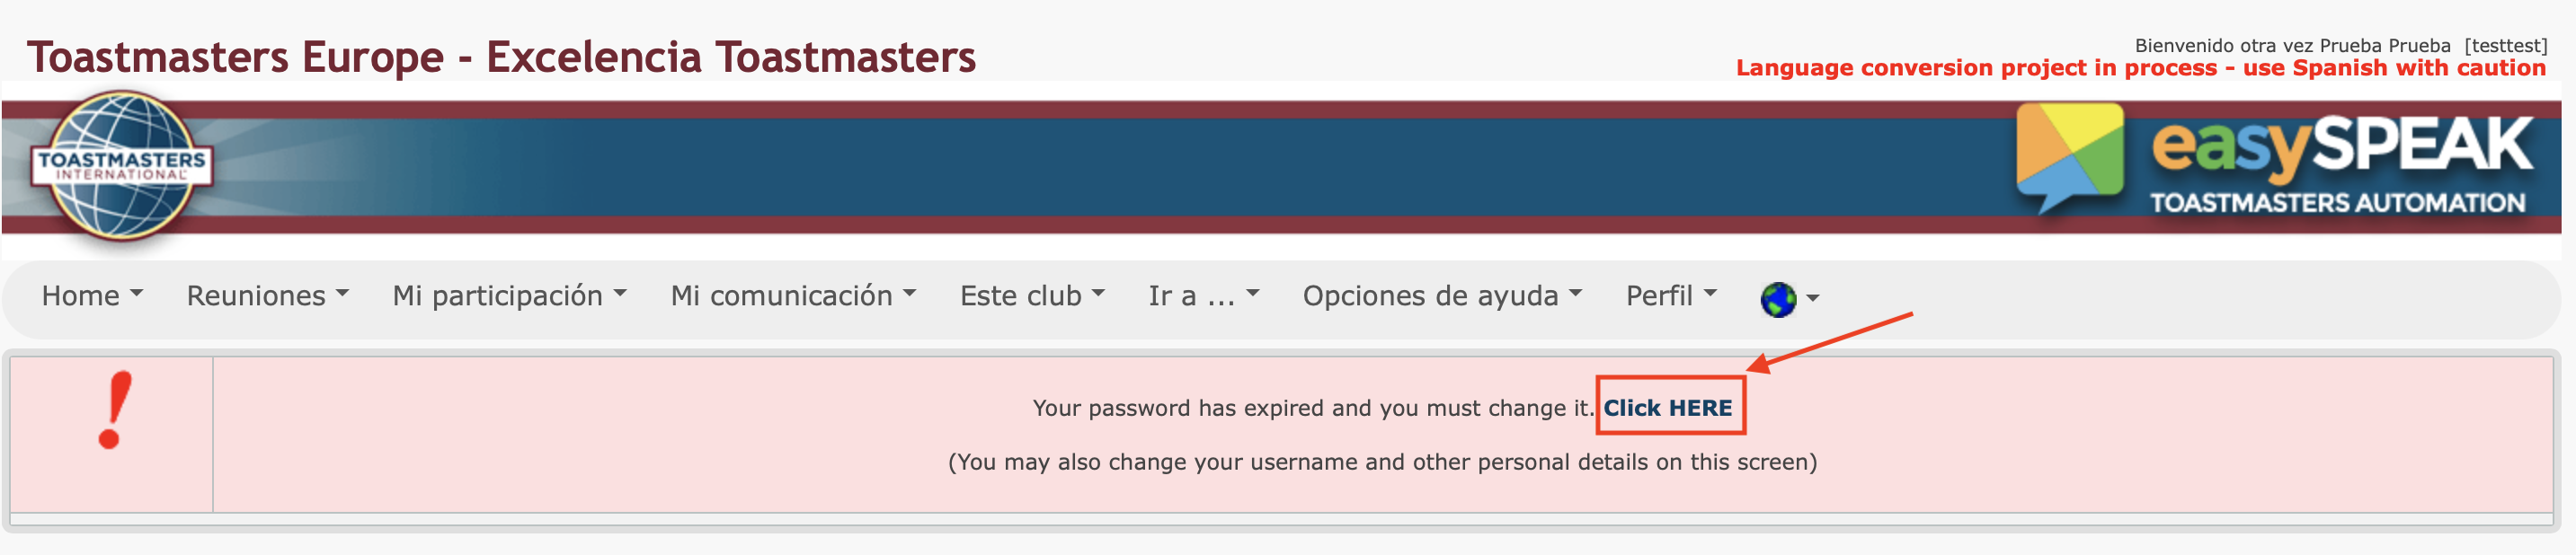 Toastmasters Europe - Excelencia Toastmasters
Bienvenido otra vez Prueba Prueba [testtest]
Language conversion project in process - use Spanish with caution
TOASTMASTERS
INTERNATIONAL
easySPEAK
TOASTMASTERS AUTOMATION
Home Reuniones Mi participación Mi comunicación Este club Ir a ... Opciones de ayuda Perfil
Your password has expired and you must change it. Click HERE
(You may also change your username and other personal details on this screen)